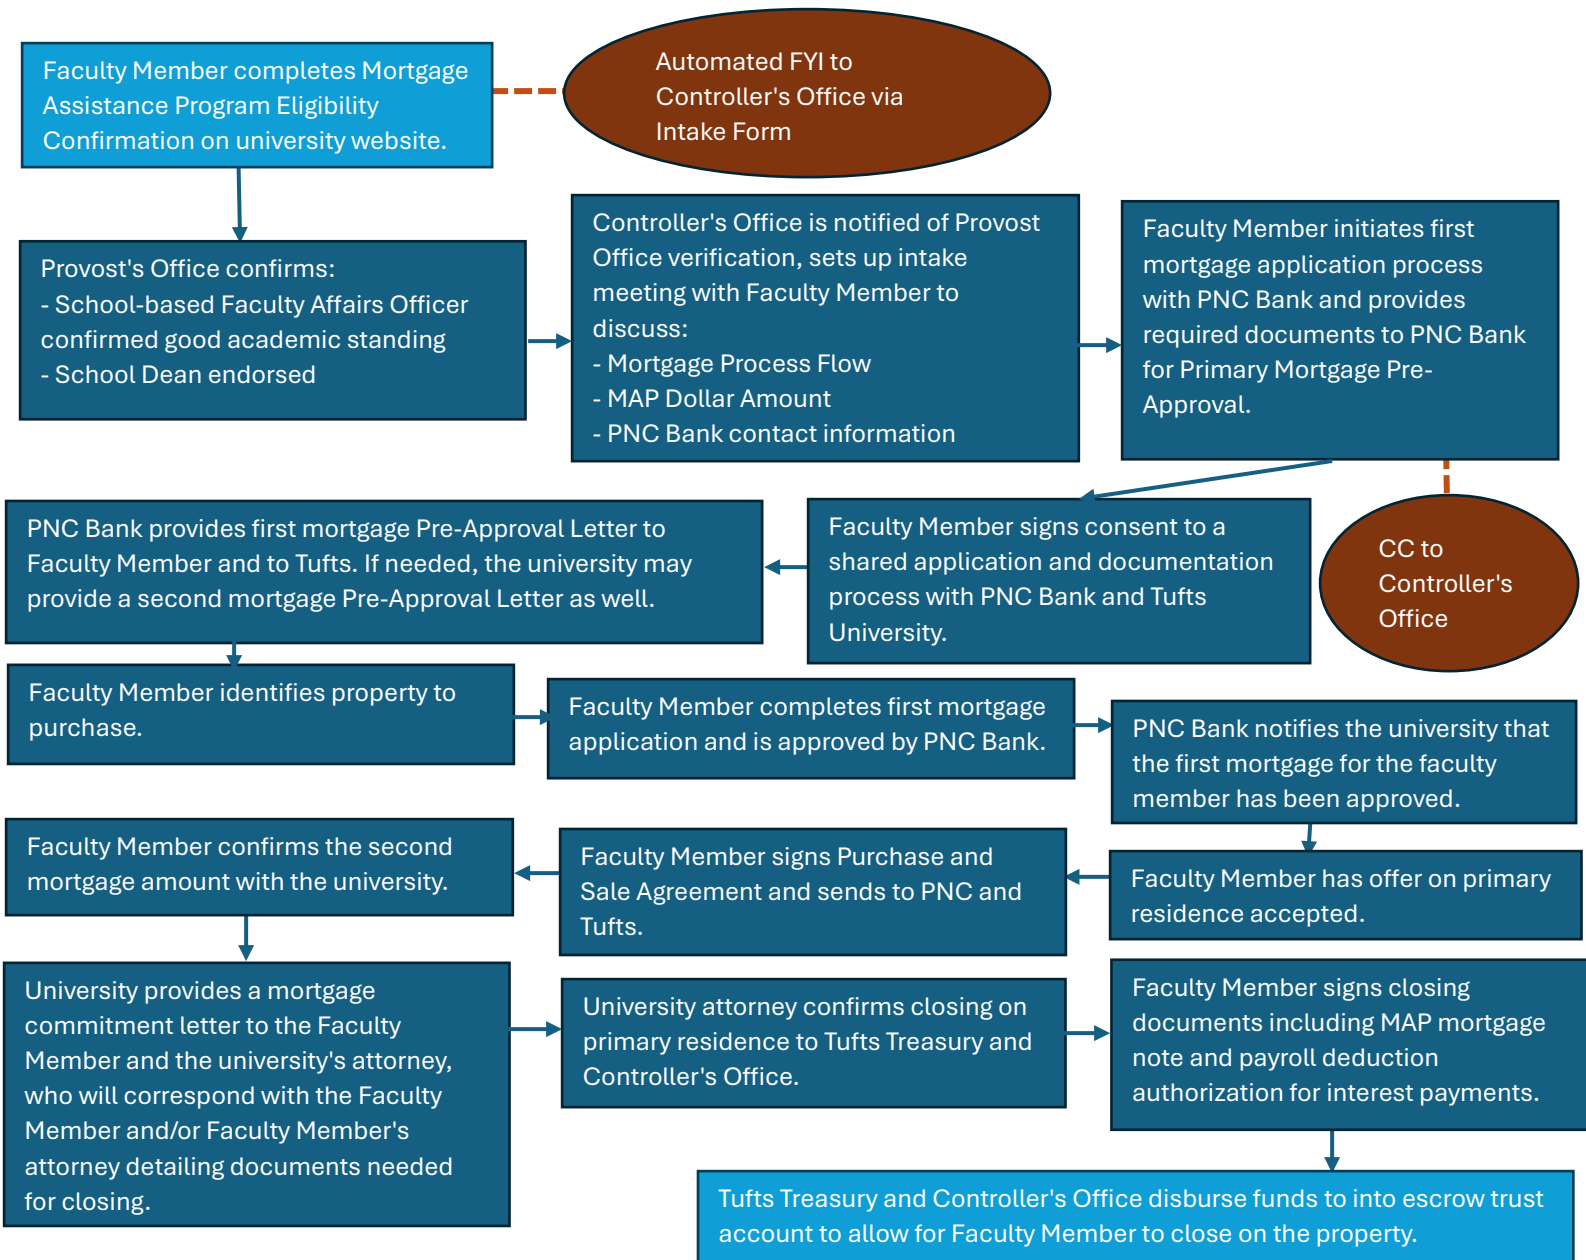 Faculty Member completes Mortgage
Assistance Program Eligibility
Confirmation on university website.
Automated FYI to
Controller's Office via
Intake Form
Provost's Office confirms:
- School-based Faculty Affairs Officer
confirmed good academic standing
- School Dean endorsed
Controller's Office is notified of Provost
Office verification, sets up intake
meeting with Faculty Member to
discuss:
- Mortgage Process Flow
- MAP Dollar Amount
- PNC Bank contact information
Faculty Member initiates first
mortgage application process
with PNC Bank and provides
required documents to PNC Bank
for Primary Mortgage Pre-
Approval.
CC to
Controller's
Office
Faculty Member signs consent to a
shared application and documentation
process with PNC Bank and Tufts
University.
PNC Bank provides first mortgage Pre-Approval Letter to
Faculty Member and to Tufts. If needed, the university may
provide a second mortgage Pre-Approval Letter as well.
Faculty Member identifies property to
purchase.
Faculty Member completes first mortgage
application and is approved by PNC Bank.
PNC Bank notifies the university that
the first mortgage for the faculty
member has been approved.
Faculty Member has offer on primary
residence accepted.
Faculty Member signs Purchase and
Sale Agreement and sends to PNC and
Tufts.
Faculty Member confirms the second
mortgage amount with the university.
University provides a mortgage
commitment letter to the Faculty
Member and the university's attorney,
who will correspond with the Faculty
Member and/or Faculty Member's
attorney detailing documents needed
for closing.
University attorney confirms closing on
primary residence to Tufts Treasury and
Controller's Office.
Faculty Member signs closing
documents including MAP mortgage
note and payroll deduction
authorization for interest payments.
Tufts Treasury and Controller's Office disburse funds to into escrow trust
account to allow for Faculty Member to close on the property.